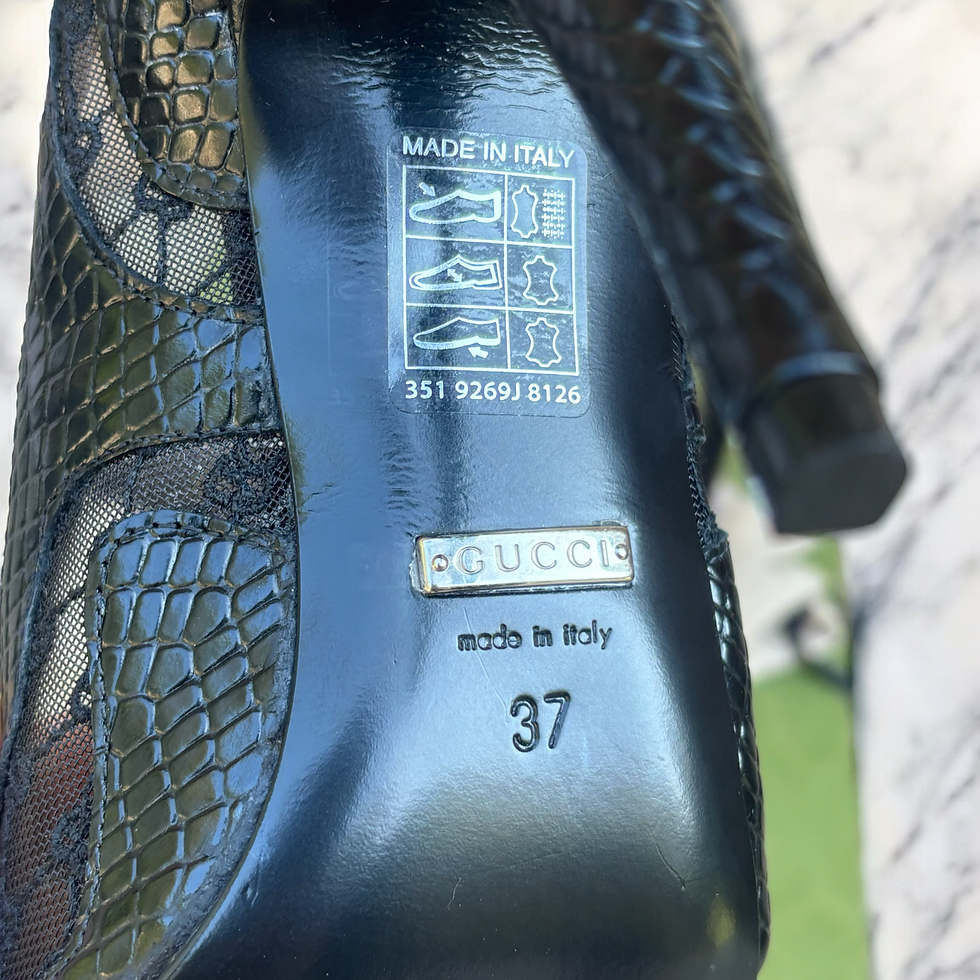 MADE IN ITALY
351 9269J 8126
GUCCI
made in italy
37